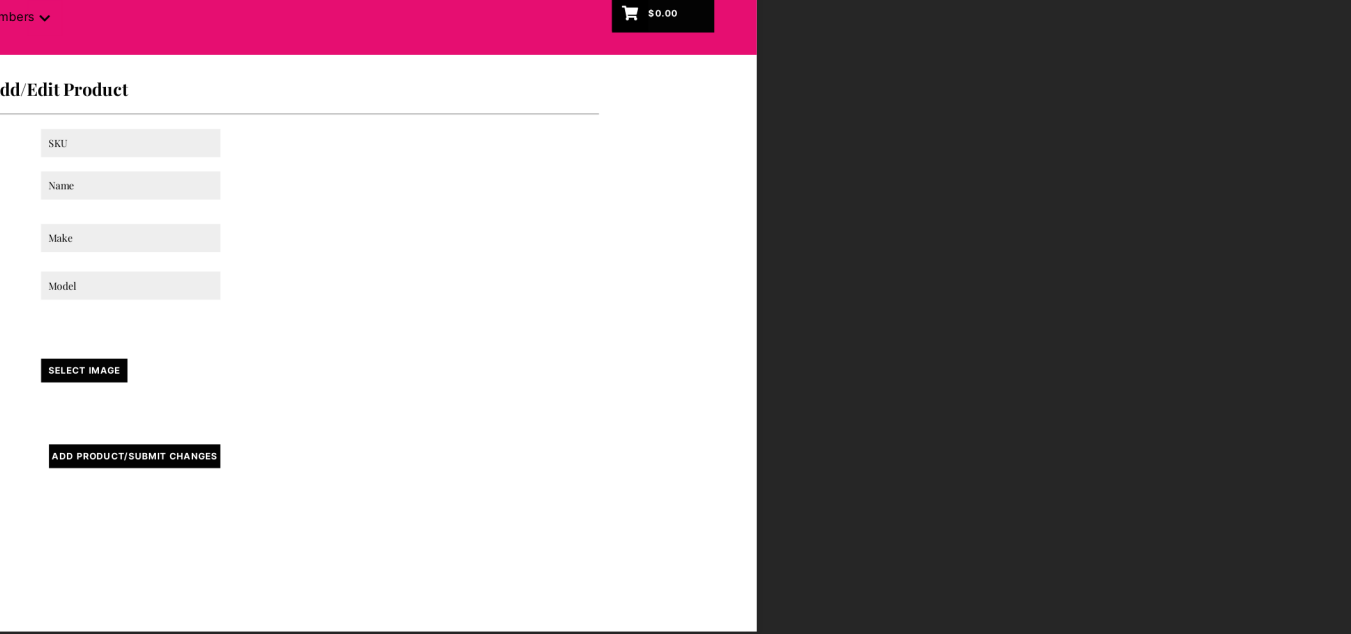 mbers
$0.00
dd/Edit Product
SKU
Name
Make
Model
SELECT IMAGE
ADD PRODUCT/SUBMIT CHANGES